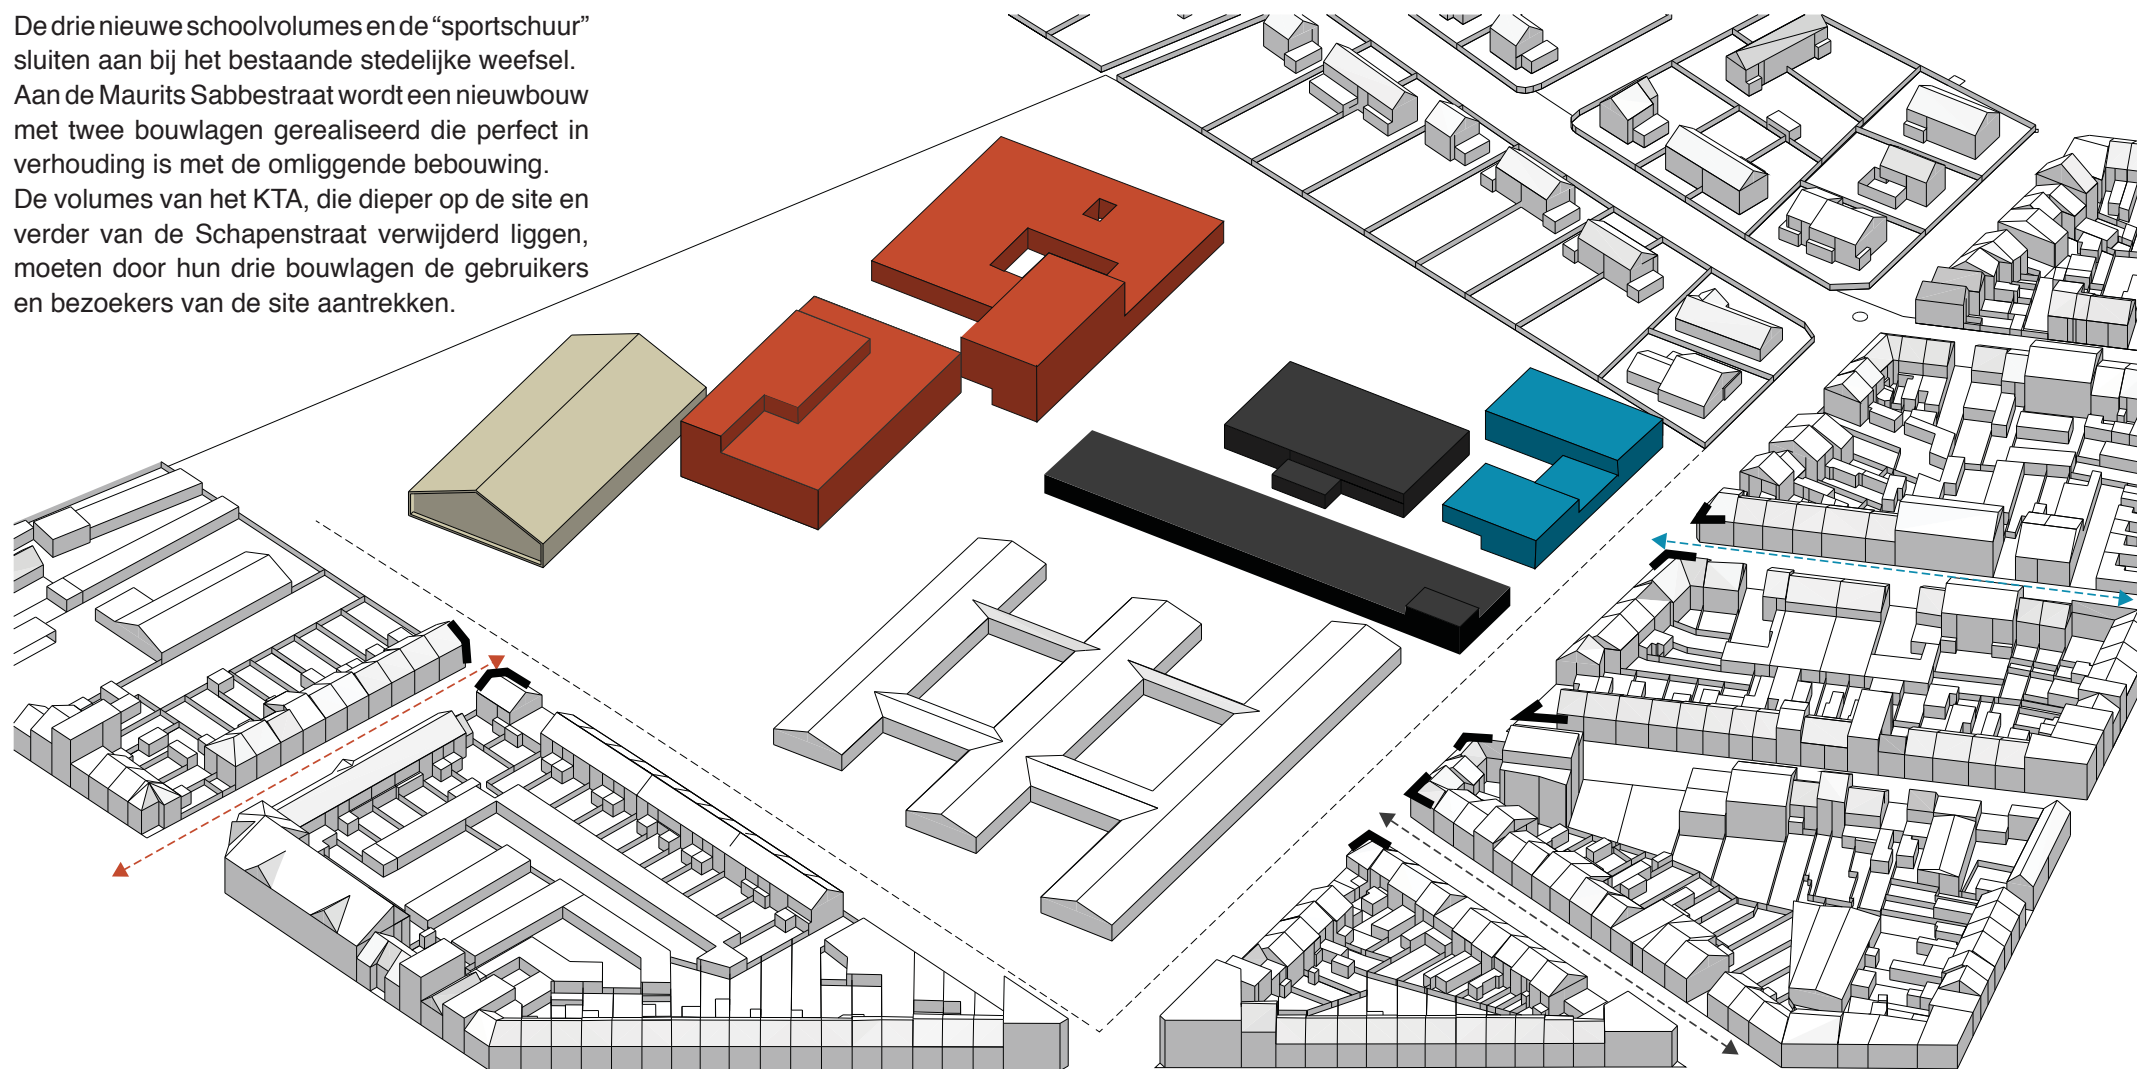 De drie nieuwe schoolvolumes en de “sportschuur”
sluiten aan bij het bestaande stedelijke weefsel.
Aan de Maurits Sabbestraat wordt een nieuwbouw
met twee bouwlagen gerealiseerd die perfect in
verhouding is met de omliggende bebouwing.
De volumes van het KTA, die dieper op de site en
verder van de Schapenstraat verwijderd liggen,
moeten door hun drie bouwlagen de gebruikers
en bezoekers van de site aantrekken.